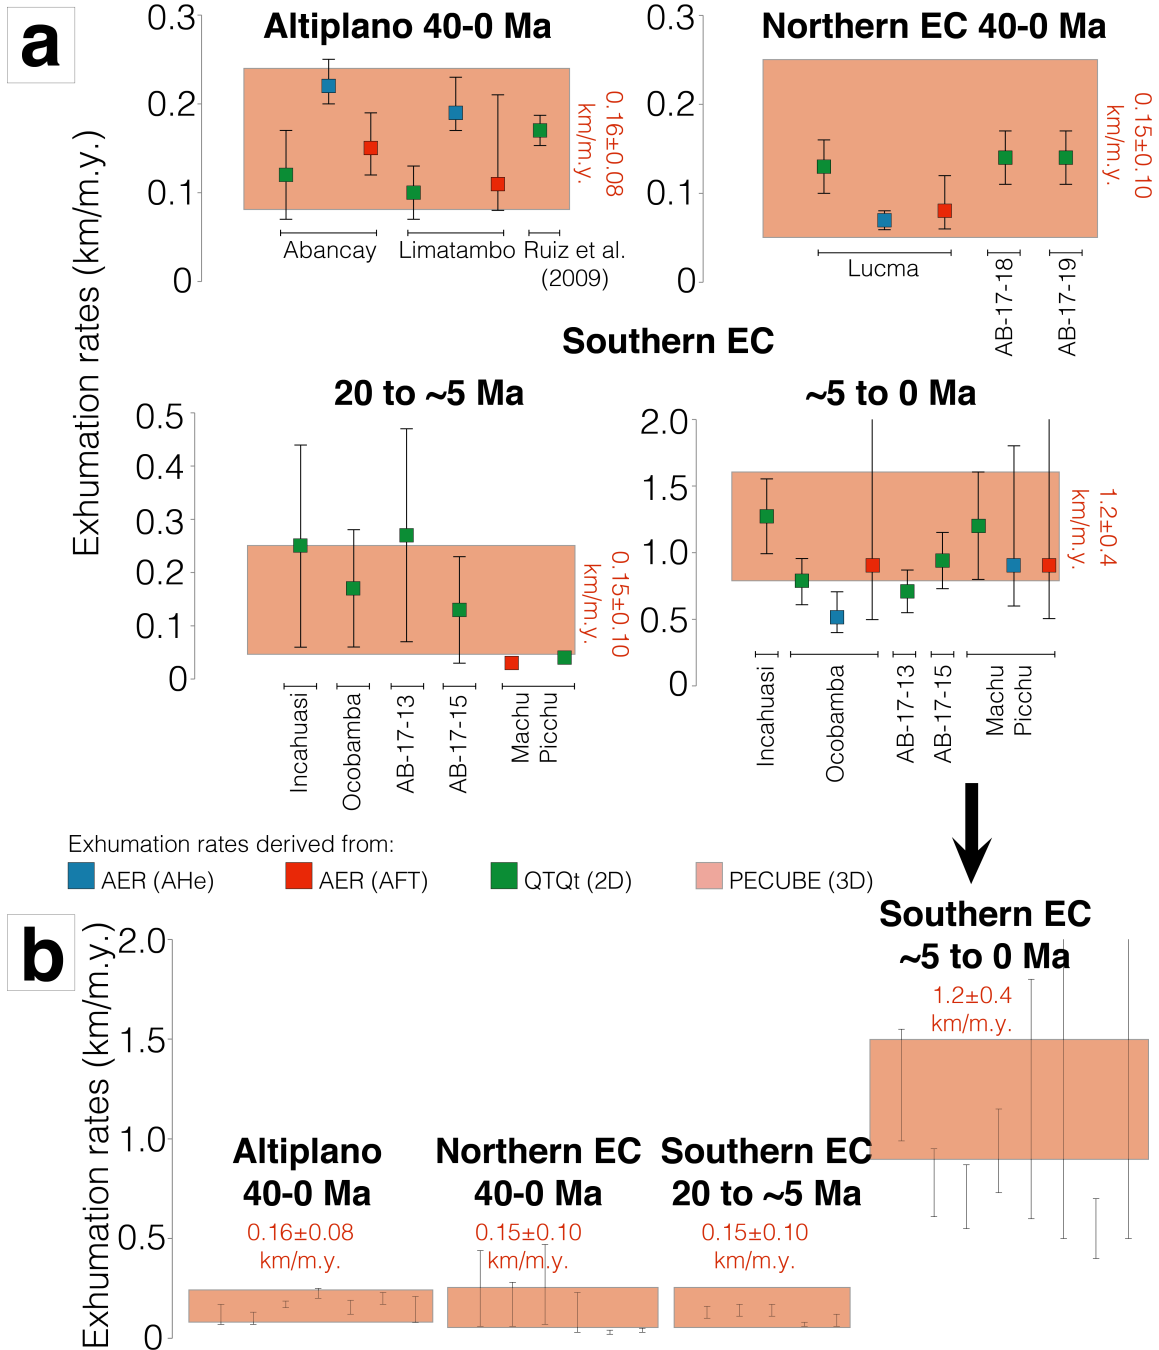 a
Altiplano 40-0 Ma
Northern EC 40-0 Ma
Exhumation rates (km/m.y.)
0.3
0.2
0.1
0
0.16±0.08
km/m.y.
Abancay
Limatambo
Ruiz et al.
(2009)
0.3
0.2
0.1
0
0.15±0.10
km/m.y.
Lucma
AB-17-18
AB-17-19
Southern EC
20 to ~5 Ma
~5 to 0 Ma
0.5
0.4
0.3
0.2
0.1
0
0.15±0.10
km/m.y.
Incahuasi
Ocobamba
AB-17-13
AB-17-15
Machu
Picchu
2.0
1.5
1.0
0.5
0
1.2±0.4
km/m.y.
Incahuasi
Ocobamba
AB-17-13
AB-17-15
Machu
Picchu
Exhumation rates derived from:
AER (AHe)
AER (AFT)
QTQt (2D)
PECUBE (3D)
b
Exhumation rates (km/m.y.)
2.0
1.5
1.0
0.5
0
Altiplano
40-0 Ma
0.16±0.08
km/m.y.
Northern EC
40-0 Ma
0.15±0.10
km/m.y.
Southern EC
20 to ~5 Ma
0.15±0.10
km/m.y.
Southern EC
~5 to 0 Ma
1.2±0.4
km/m.y.